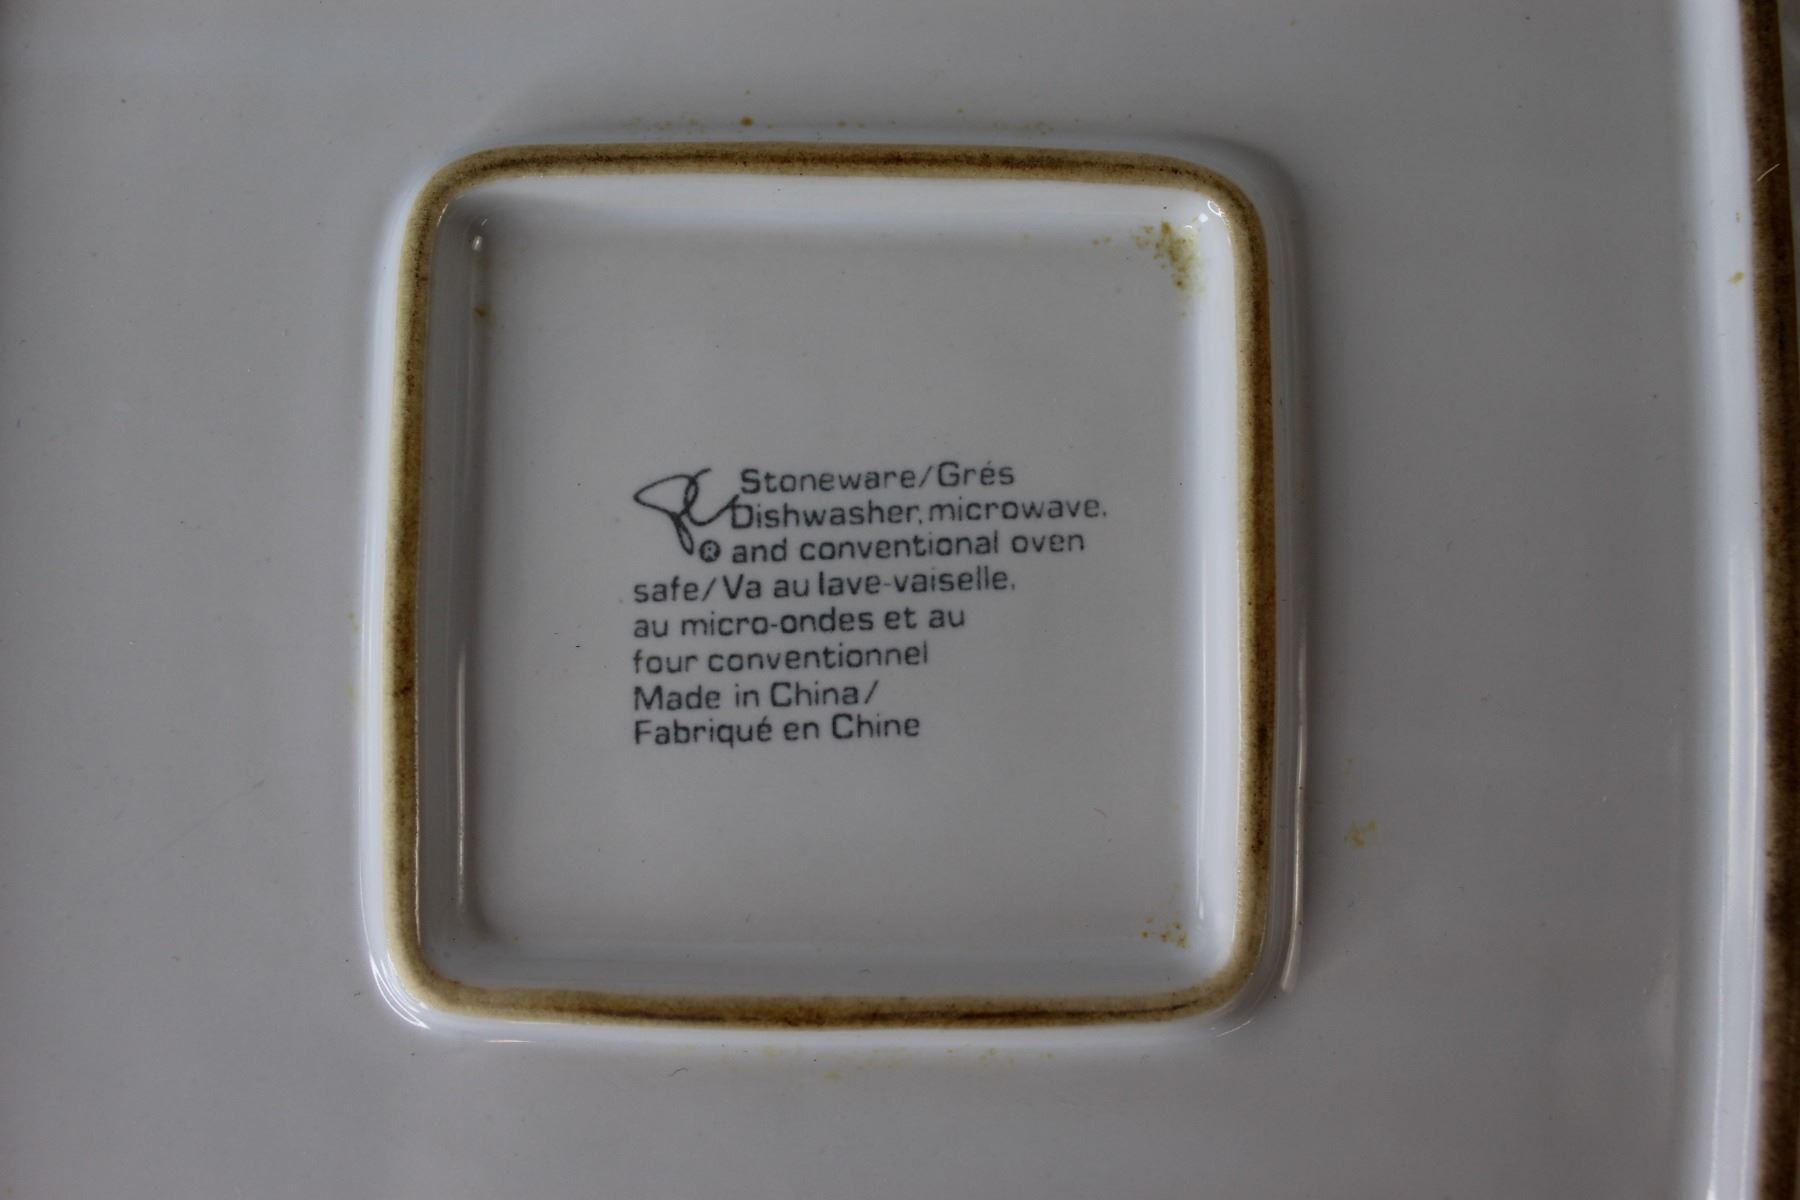 Stoneware/Grés
Dishwasher, microwave,
® and conventional oven
safe/Va au lave-vaiselle,
au micro-ondes et au
four conventionnel
Made in China/
Fabriqué en Chine